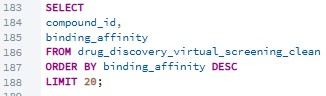 183 SELECT
184 compound_id,
185 binding_affinity
186 FROM drug_discovery_virtual_screening_clean
187 ORDER BY binding_affinity DESC
188 LIMIT 20;